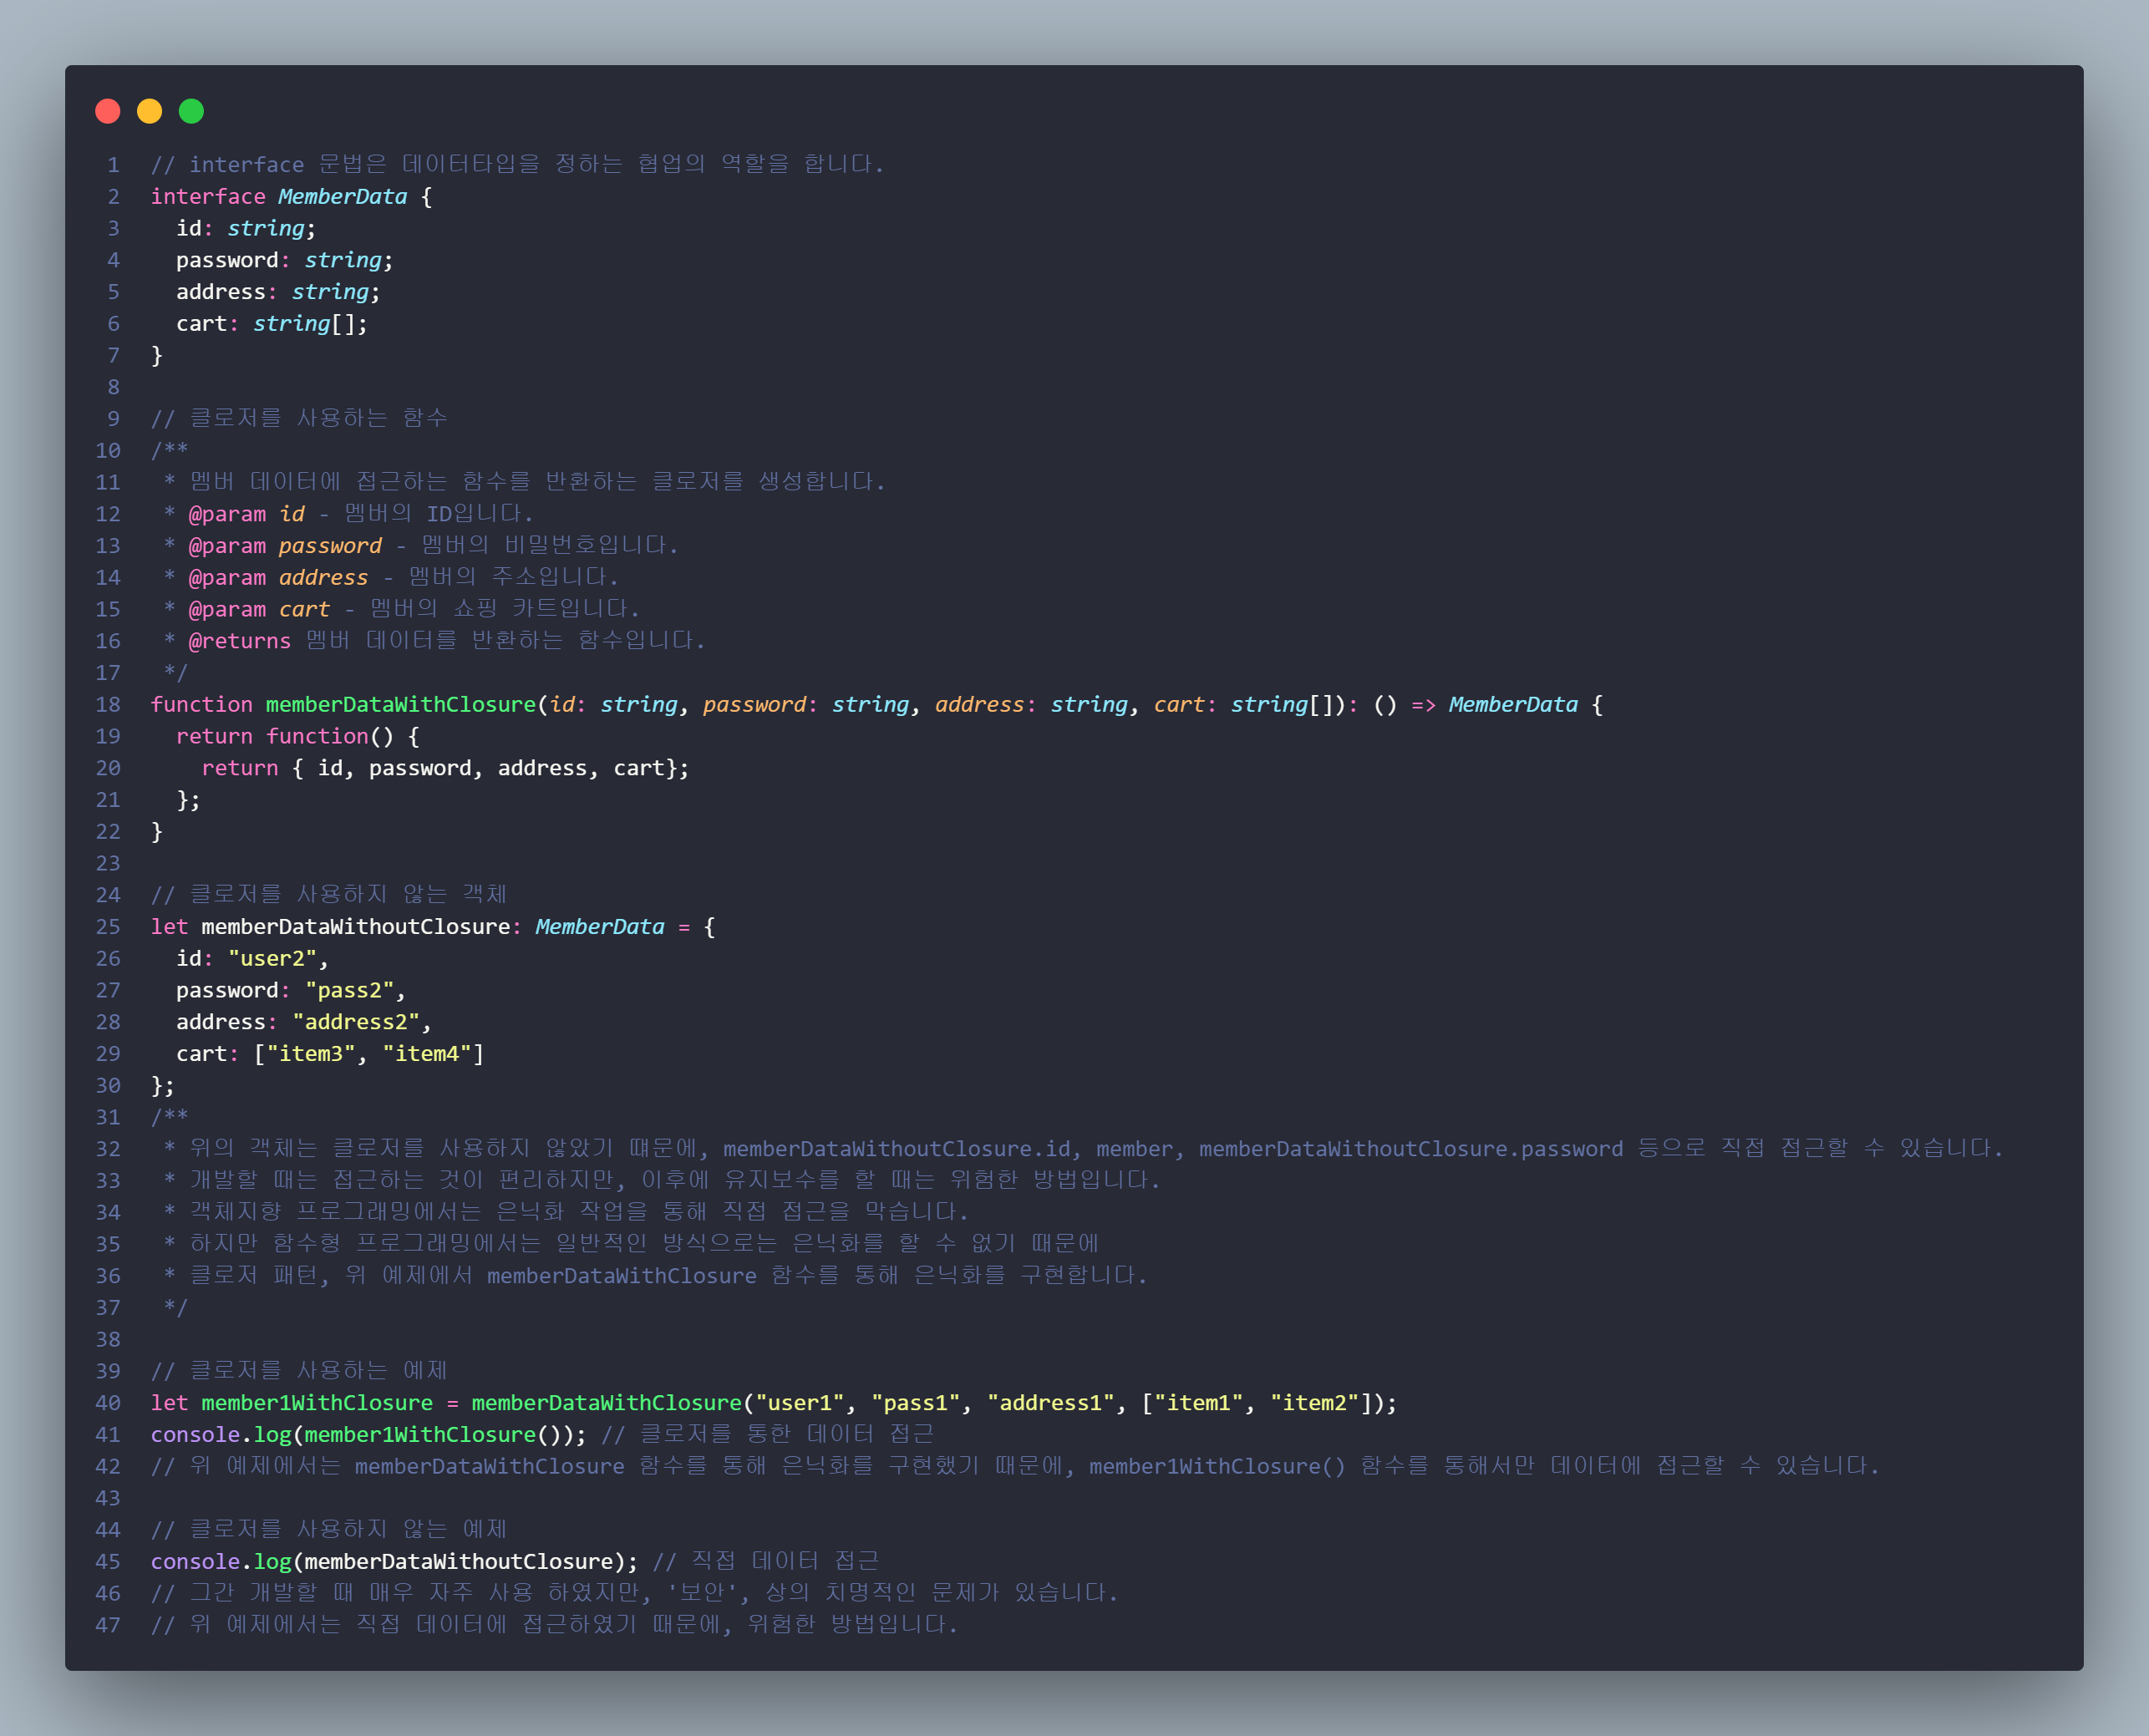 1 // interface 문법은 데이터타입을 정하는 협업의 역할을 합니다.
2 interface MemberData {
3   id: string;
4   password: string;
5   address: string;
6   cart: string[];
7 }
8
9 // 클로저를 사용하는 함수
10 /**
11  * 멤버 데이터에 접근하는 함수를 반환하는 클로저를 생성합니다.
12  * @param id - 멤버의 ID입니다.
13  * @param password - 멤버의 비밀번호입니다.
14  * @param address - 멤버의 주소입니다.
15  * @param cart - 멤버의 쇼핑 카트입니다.
16  * @returns 멤버 데이터를 반환하는 함수입니다.
17  */
18 function memberDataWithClosure(id: string, password: string, address: string, cart: string[]): () => MemberData {
19   return function() {
20     return { id, password, address, cart};
21   };
22 }
23
24 // 클로저를 사용하지 않는 객체
25 let memberDataWithoutClosure: MemberData = {
26   id: "user2",
27   password: "pass2",
28   address: "address2",
29   cart: ["item3", "item4"]
30 };
31 /**
32  * 위의 객체는 클로저를 사용하지 않았기 떄문에, memberDataWithoutClosure.id, member, memberDataWithoutClosure.password 등으로 직접 접근할 수 있습니다.
33  * 개발할 때는 접근하는 것이 편리하지만, 이후에 유지보수를 할 때는 위험한 방법입니다.
34  * 객체지향 프로그래밍에서는 은닉화 작업을 통해 직접 접근을 막습니다.
35  * 하지만 함수형 프로그래밍에서는 일반적인 방식으로는 은닉화를 할 수 없기 때문에
36  * 클로저 패턴, 위 예제에서 memberDataWithClosure 함수를 통해 은닉화를 구현합니다.
37  */
38
39 // 클로저를 사용하는 예제
40 let member1WithClosure = memberDataWithClosure("user1", "pass1", "address1", ["item1", "item2"]);
41 console.log(member1WithClosure()); // 클로저를 통한 데이터 접근
42 // 위 예제에서는 memberDataWithClosure 함수를 통해 은닉화를 구현했기 때문에, member1WithClosure() 함수를 통해서만 데이터에 접근할 수 있습니다.
43
44 // 클로저를 사용하지 않는 예제
45 console.log(memberDataWithoutClosure); // 직접 데이터 접근
46 // 그간 개발할 때 매우 자주 사용 하였지만, '보안', 상의 치명적인 문제가 있습니다.
47 // 위 예제에서는 직접 데이터에 접근하였기 때문에, 위험한 방법입니다.